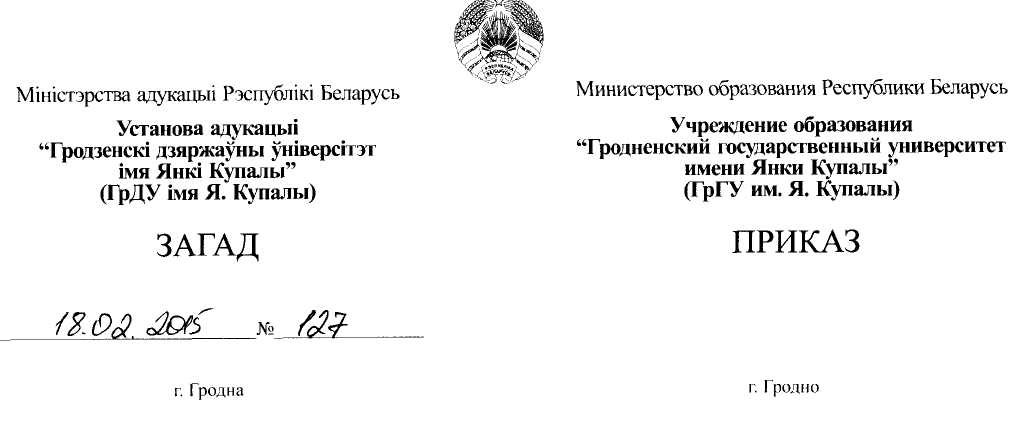 Міністэрства адукацыі Рэспублікі Беларусь
Установа адукацыі
“Гродзенскі дзяржаўны ўніверсітэт
імя Янкі Купалы”
(ГрДУ імя Я. Купалы)
ЗАГАД
18.02.2015 № 127
г. Гродна
Министерство образования Республики Беларусь
Учреждение образования
“Гродненский государственный университет
имени Янки Купалы”
(ГрГУ им. Я. Купалы)
ПРИКАЗ
г. Гродно